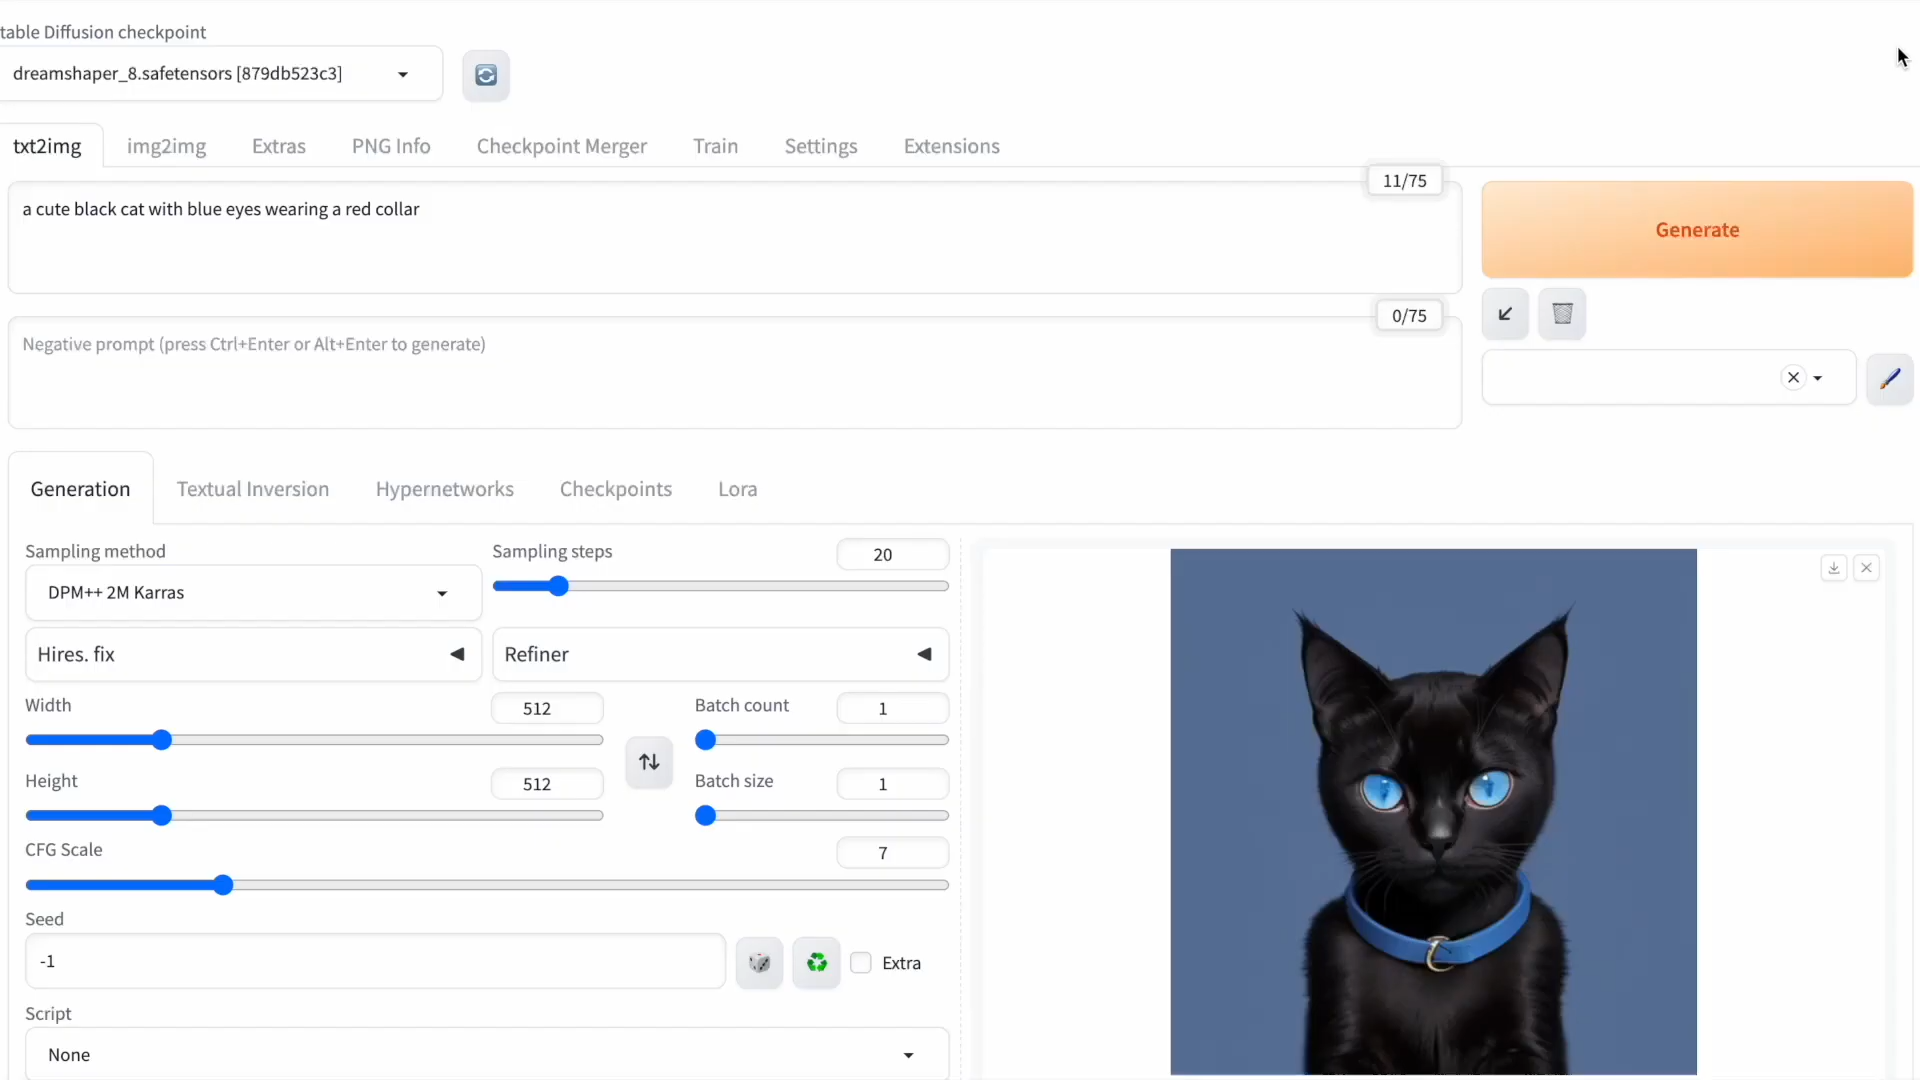 table Diffusion checkpoint
dreamshaper_8.safetensors [879db523c3]
txt2img img2img Extras PNG Info Checkpoint Merger Train Settings Extensions
11/75
a cute black cat with blue eyes wearing a red collar
Generate
0/75
Negative prompt (press Ctrl+Enter or Alt+Enter to generate)
Generation Textual Inversion Hypernetworks Checkpoints Lora
Sampling method
DPM++ 2M Karras
Sampling steps
20
Hires. fix
Refiner
Width
512
Batch count
1
Height
512
Batch size
1
CFG Scale
7
Seed
-1
Extra
Script
None